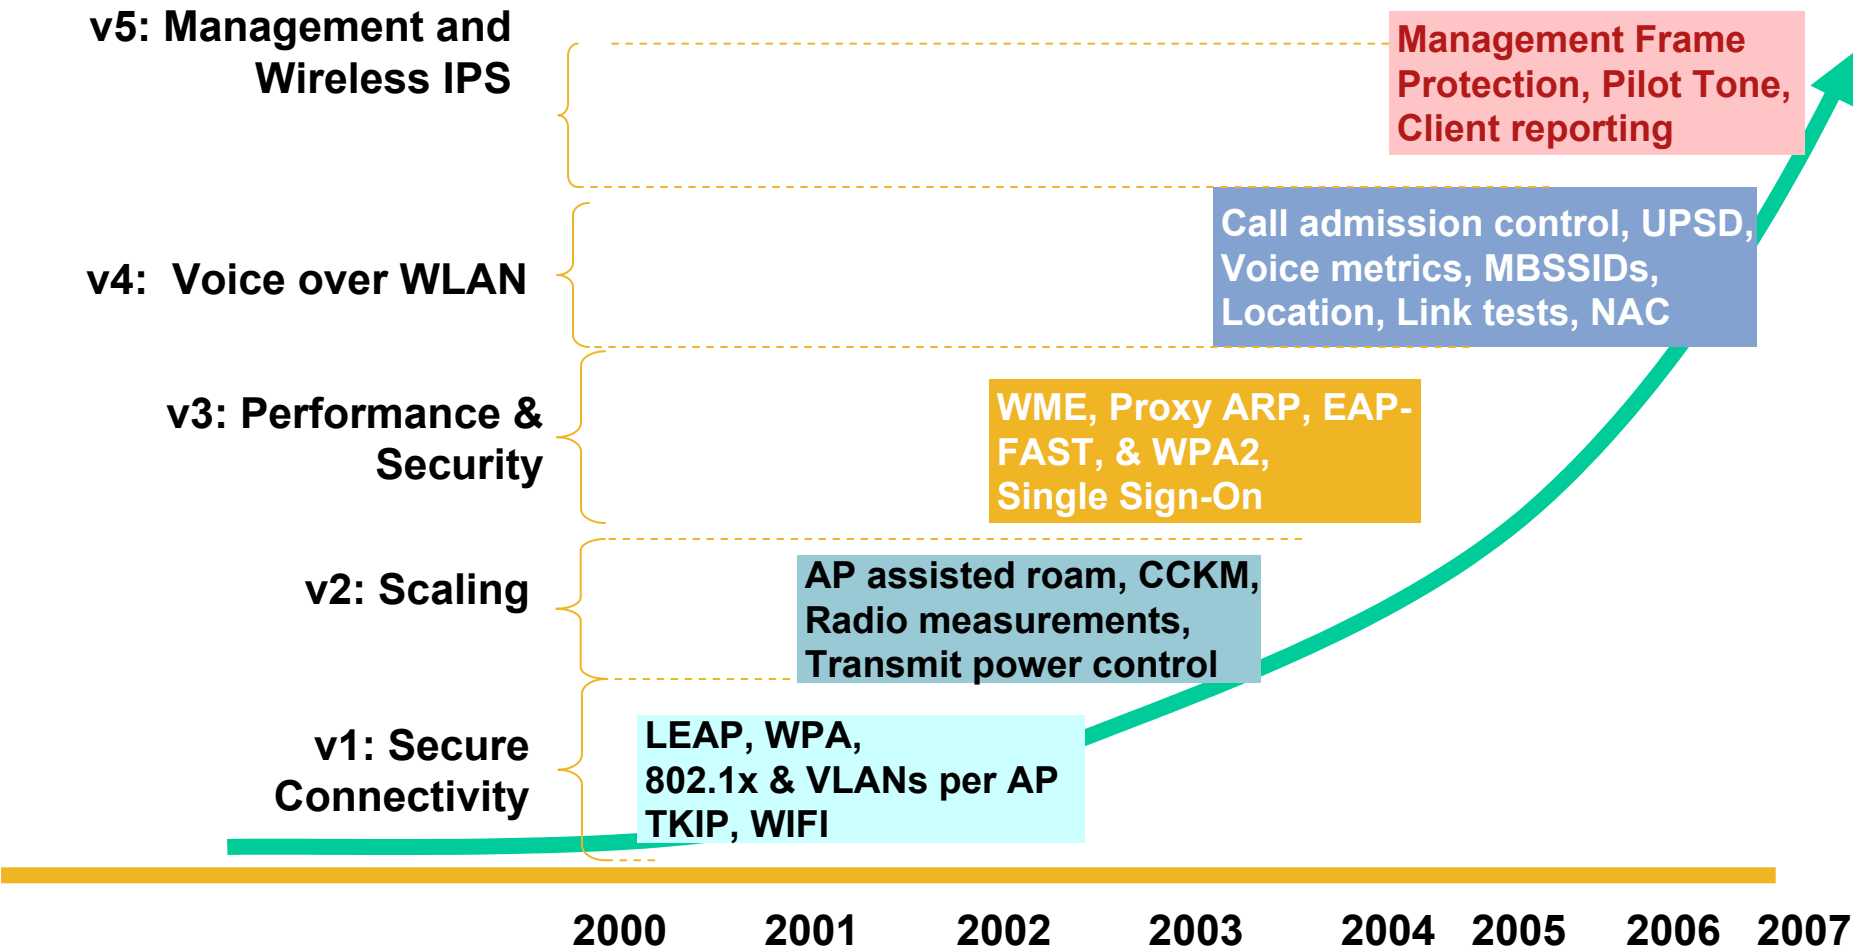 v5: Management and
Wireless IPS
Management Frame
Protection, Pilot Tone,
Client reporting
v4:  Voice over WLAN
Call admission control, UPSD,
Voice metrics, MBSSIDs,
Location, Link tests, NAC
v3: Performance &
Security
WME, Proxy ARP, EAP-
FAST, & WPA2,
Single Sign-On
v2: Scaling
AP assisted roam, CCKM,
Radio measurements,
Transmit power control
v1: Secure
Connectivity
LEAP, WPA,
802.1x & VLANs per AP
TKIP, WIFI
2000 2001 2002 2003 2004 2005 2006 2007